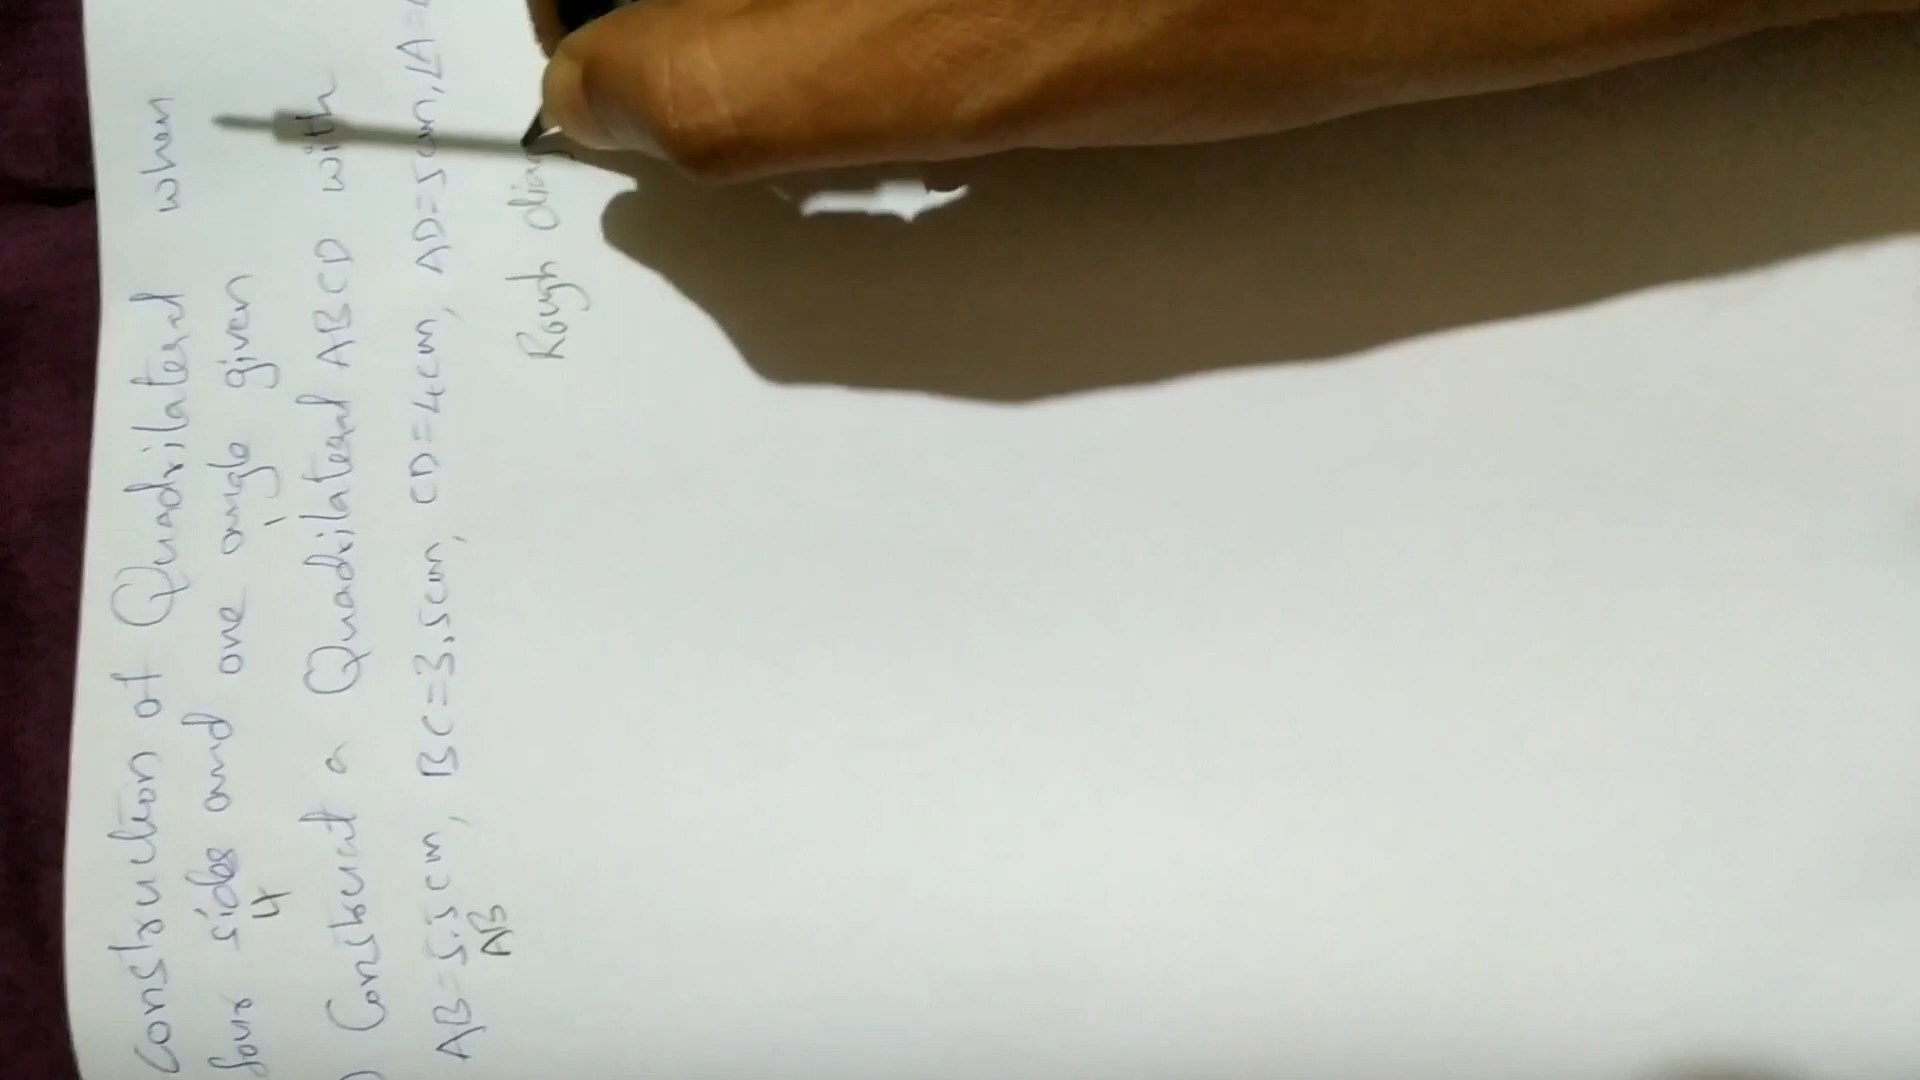 Construction of Quadrilateral when
four sides and one angle given
4
) Construct a Quadrilateral ABCD with
AB=5.5cm, BC=3.5cm, CD=4cm, AD=5cm, ∠A=
AB
Rough dia